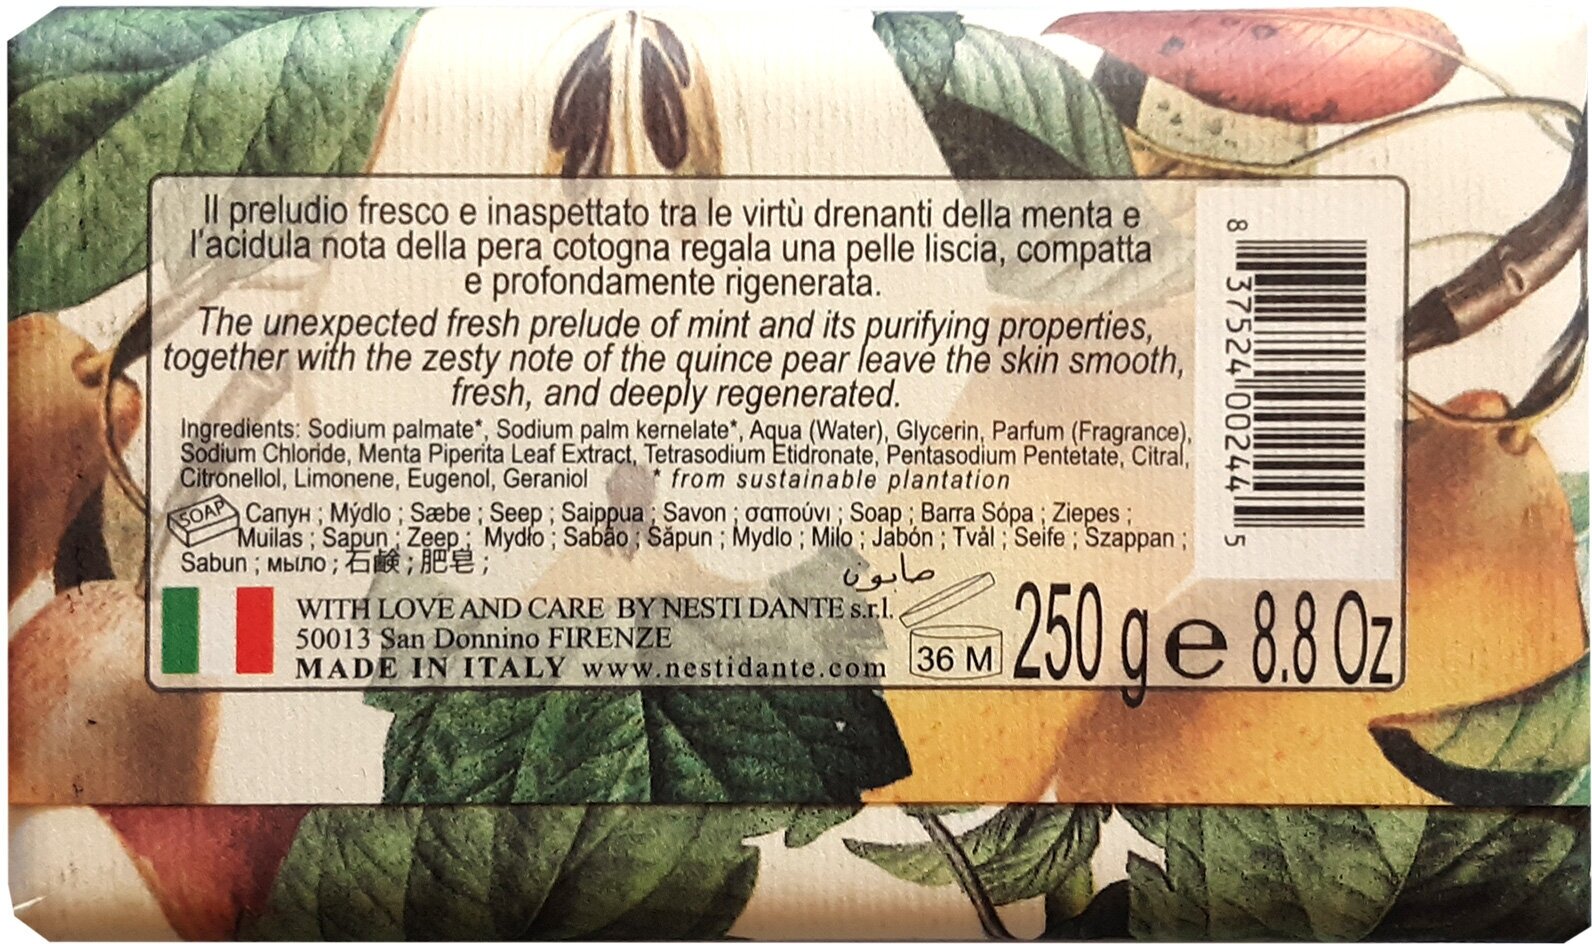 Il preludio fresco e inaspettato tra le virtù drenanti della menta e
l'acidula nota della pera cotogna regala una pelle liscia, compatta
e profondamente rigenerata.
The unexpected fresh prelude of mint and its purifying properties,
together with the zesty note of the quince pear leave the skin smooth,
fresh, and deeply regenerated.
Ingredients: Sodium palmate*, Sodium palm kernelate*, Aqua (Water), Glycerin, Parfum (Fragrance),
Sodium Chloride, Menta Piperita Leaf Extract, Tetrasodium Etidronate, Pentasodium Pentetate, Citral,
Citronellol, Limonene, Eugenol, Geraniol * from sustainable plantation
SOAP
Сапун ; Mýdlo ; Sæbe ; Seep ; Saippua ; Savon ; σαπούνι ; Soap ; Barra Sópa ; Ziepes ;
Muilas ; Sapun ; Zeep ; Mydło ; Sabão ; Săpun ; Mydlo ; Milo ; Jabón ; Tvål ; Seife ; Szappan ;
Sabun ; мыло ; 石鹸 ; 肥皂 ;
صابون
WITH LOVE AND CARE BY NESTI DANTE s.r.l.
50013 San Donnino FIRENZE
MADE IN ITALY www.nestidante.com
36 M
250 g e 8.8 Oz
8 37524 00244 5